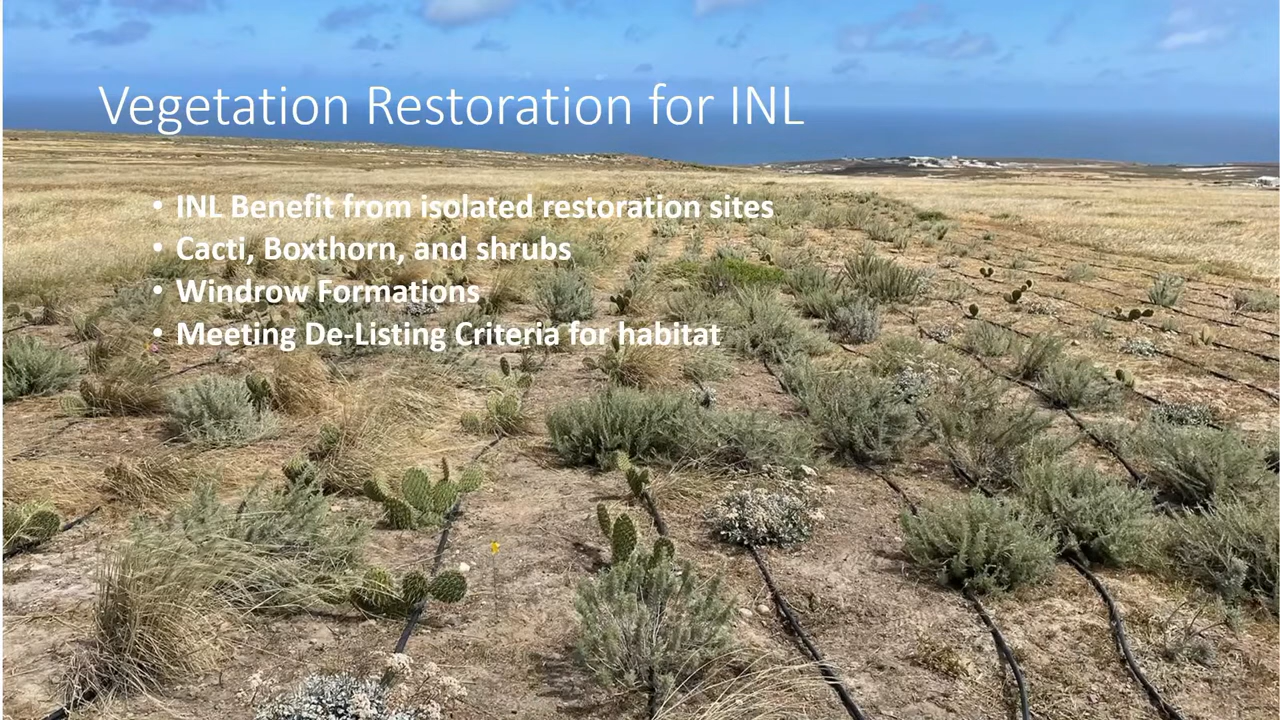 Vegetation Restoration for INL
• INL Benefit from isolated restoration sites
• Cacti, Boxthorn, and shrubs
• Windrow Formations
• Meeting De-Listing Criteria for habitat